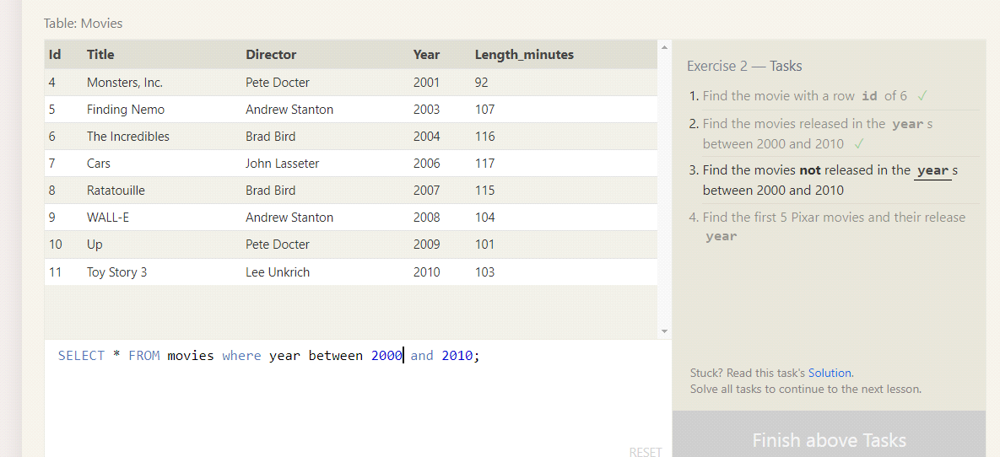 Table: Movies
Id Title Director Year Length_minutes
4 Monsters, Inc. Pete Docter 2001 92
5 Finding Nemo Andrew Stanton 2003 107
6 The Incredibles Brad Bird 2004 116
7 Cars John Lasseter 2006 117
8 Ratatouille Brad Bird 2007 115
9 WALL-E Andrew Stanton 2008 104
10 Up Pete Docter 2009 101
11 Toy Story 3 Lee Unkrich 2010 103
SELECT * FROM movies where year between 2000 and 2010;
RESET
Exercise 2 — Tasks
1. Find the movie with a row id of 6 ✓
2. Find the movies released in the year s
between 2000 and 2010 ✓
3. Find the movies not released in the year s
between 2000 and 2010
4. Find the first 5 Pixar movies and their release
year
Stuck? Read this task's Solution.
Solve all tasks to continue to the next lesson.
Finish above Tasks